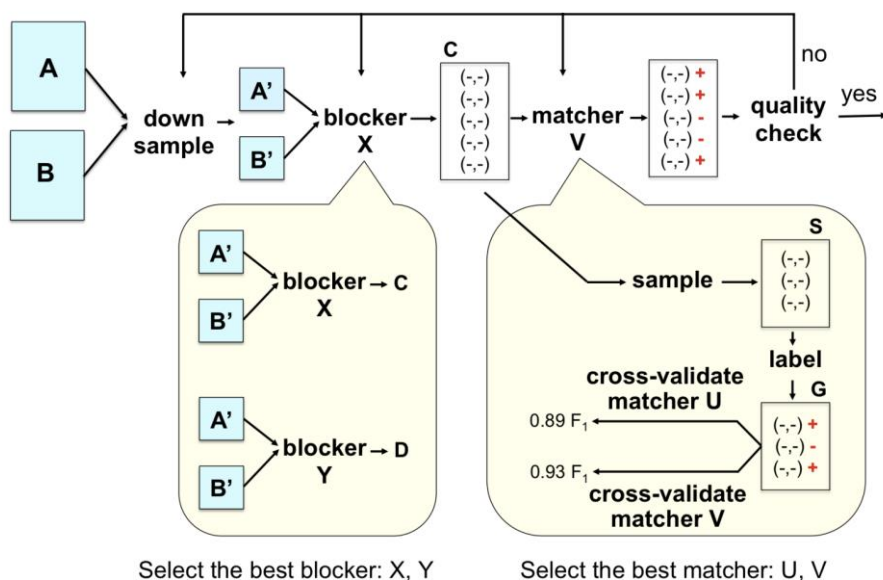 A
B
down
sample
A’
B’
blocker
X
C
(-,-)
(-,-)
(-,-)
(-,-)
(-,-)
matcher
V
(-,-) +
(-,-) +
(-,-) -
(-,-) -
(-,-) +
quality
check
no
yes
A’
B’
blocker
X
C
A’
B’
blocker
Y
D
sample
S
(-,-)
(-,-)
(-,-)
label
G
(-,-) +
(-,-) -
(-,-) +
cross-validate
matcher U
0.89 F₁
0.93 F₁
cross-validate
matcher V
Select the best blocker: X, Y
Select the best matcher: U, V